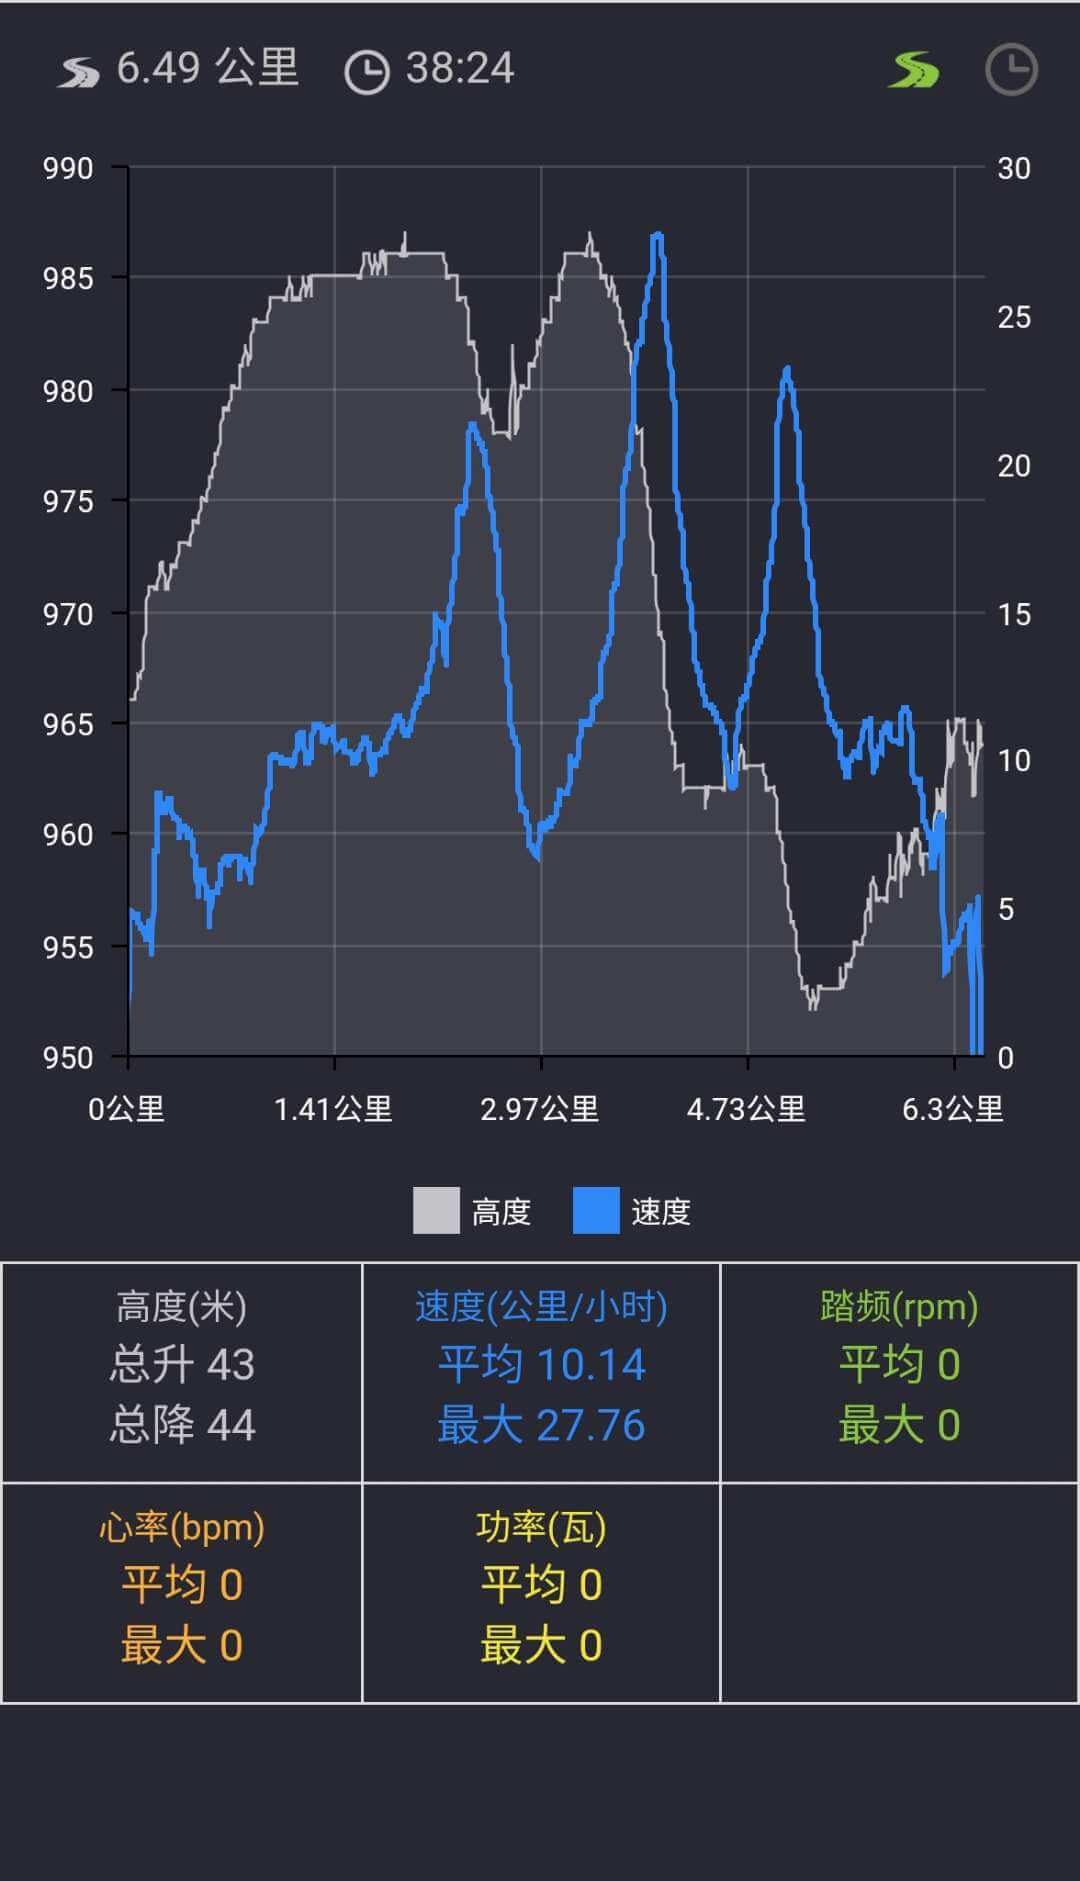 6.49 公里 38:24
990 30
985
25
980
20
975
970 15
965
10
960
5
955
950 0
0公里 1.41公里 2.97公里 4.73公里 6.3公里
高度 速度
高度(米)
总升 43
总降 44
速度(公里/小时)
平均 10.14
最大 27.76
踏频(rpm)
平均 0
最大 0
心率(bpm)
平均 0
最大 0
功率(瓦)
平均 0
最大 0